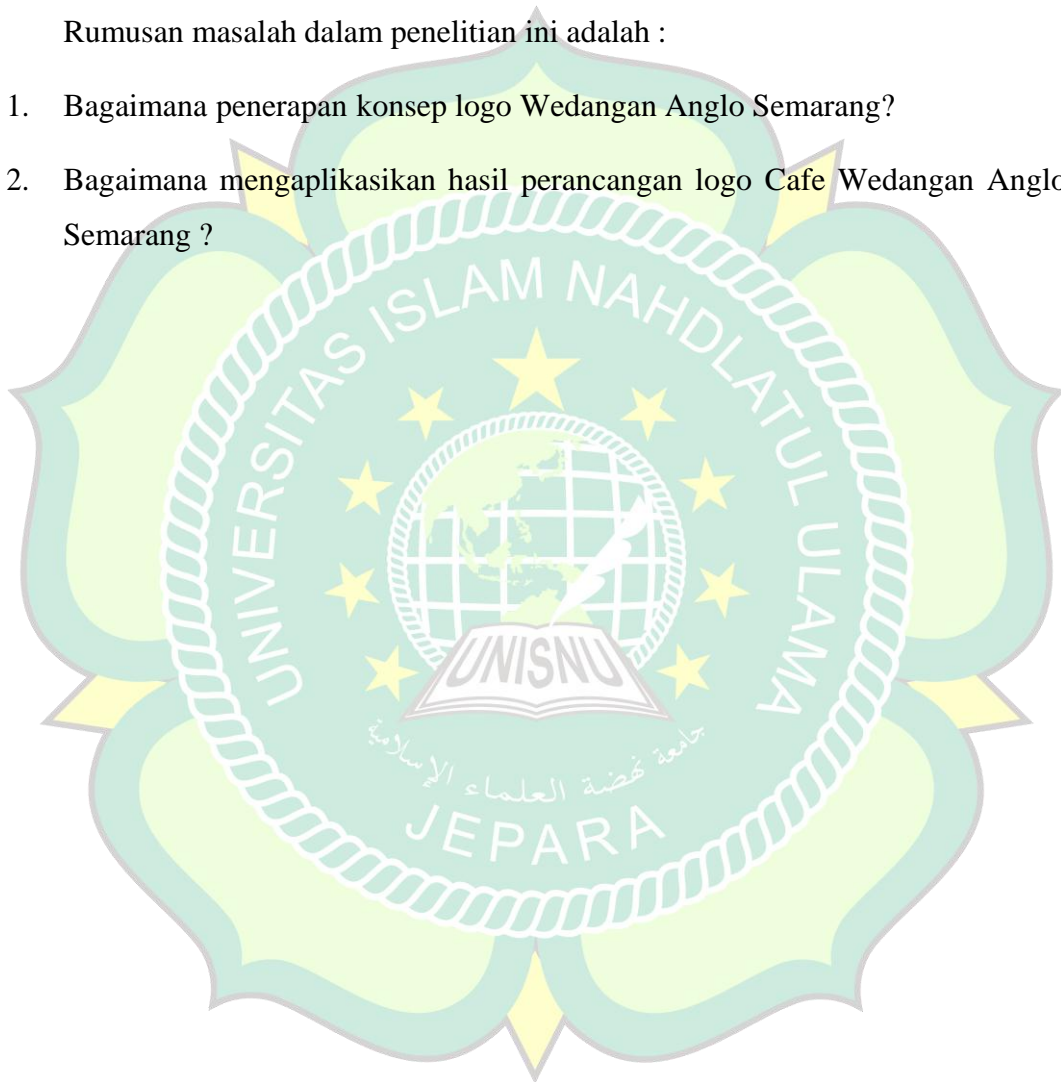 Rumusan masalah dalam penelitian ini adalah :
1. Bagaimana penerapan konsep logo Wedangan Anglo Semarang?
2. Bagaimana mengaplikasikan hasil perancangan logo Cafe Wedangan Anglo
Semarang ?
UNIVERSITAS ISLAM NAHDLATUL ULAMA
UNISNU
جامعة نهضة العلماء الإسلامية
JEPARA